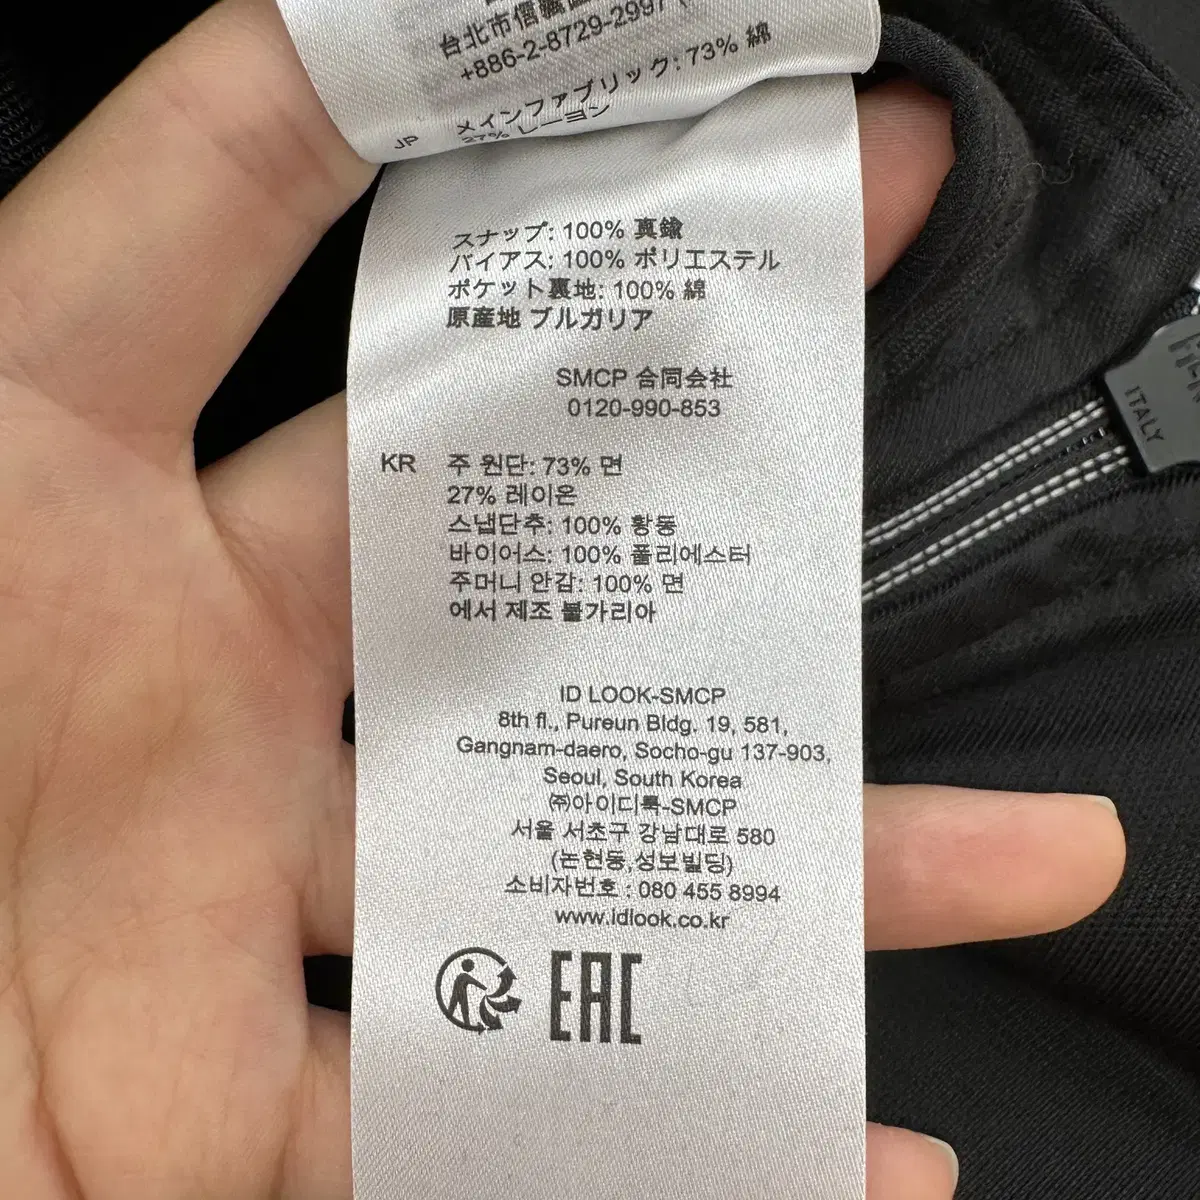 台北市信義區
+886-2-8729-2997
JP メインファブリック: 73% 綿
27% レーヨン
スナップ: 100% 真鍮
バイアス: 100% ポリエステル
ポケット裏地: 100% 綿
原産地 ブルガリア
SMCP 合同会社
0120-990-853
KR 주 원단: 73% 면
27% 레이온
스냅단추: 100% 황동
바이어스: 100% 폴리에스터
주머니 안감: 100% 면
에서 제조 불가리아
ID LOOK-SMCP
8th fl., Pureun Bldg. 19, 581,
Gangnam-daero, Socho-gu 137-903,
Seoul, South Korea
㈜아이디룩-SMCP
서울 서초구 강남대로 580
(논현동,성보빌딩)
소비자번호 : 080 455 8994
www.idlook.co.kr
EAC
ITALY